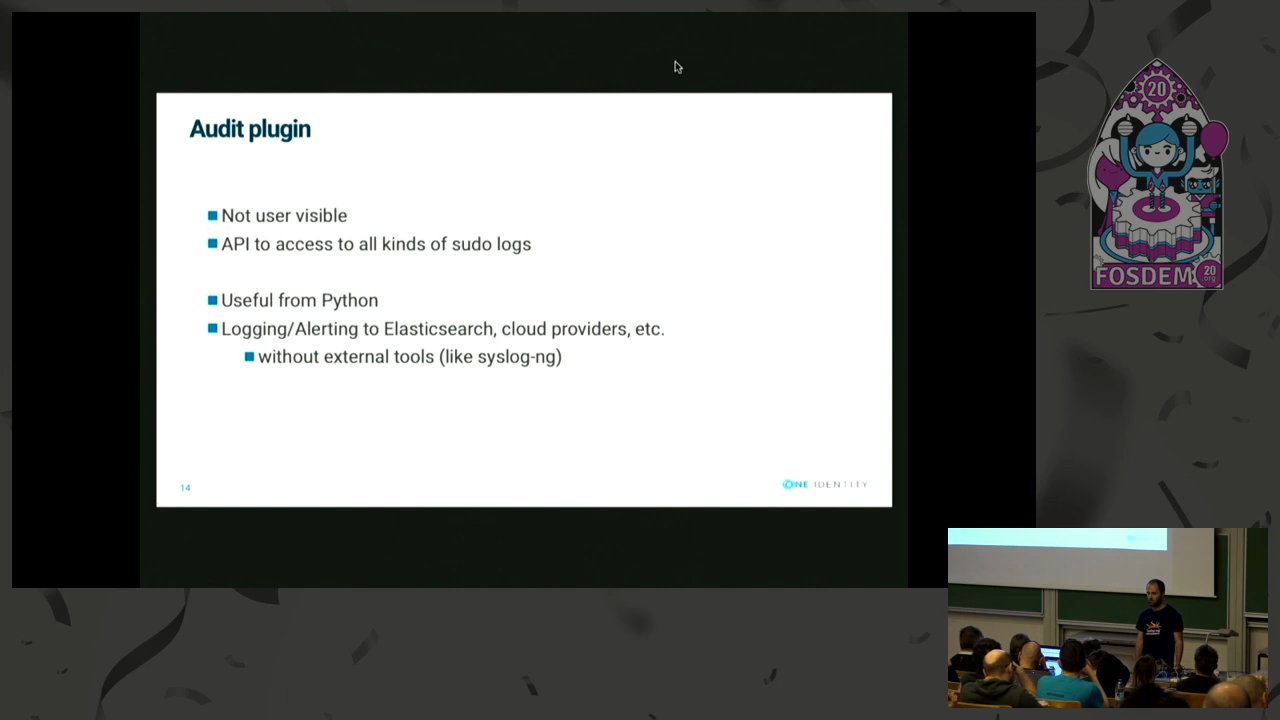 Audit plugin
Not user visible
API to access to all kinds of sudo logs
Useful from Python
Logging/Alerting to Elasticsearch, cloud providers, etc.
without external tools (like syslog-ng)
14
ONE IDENTITY
20
FOSDEM
20
org